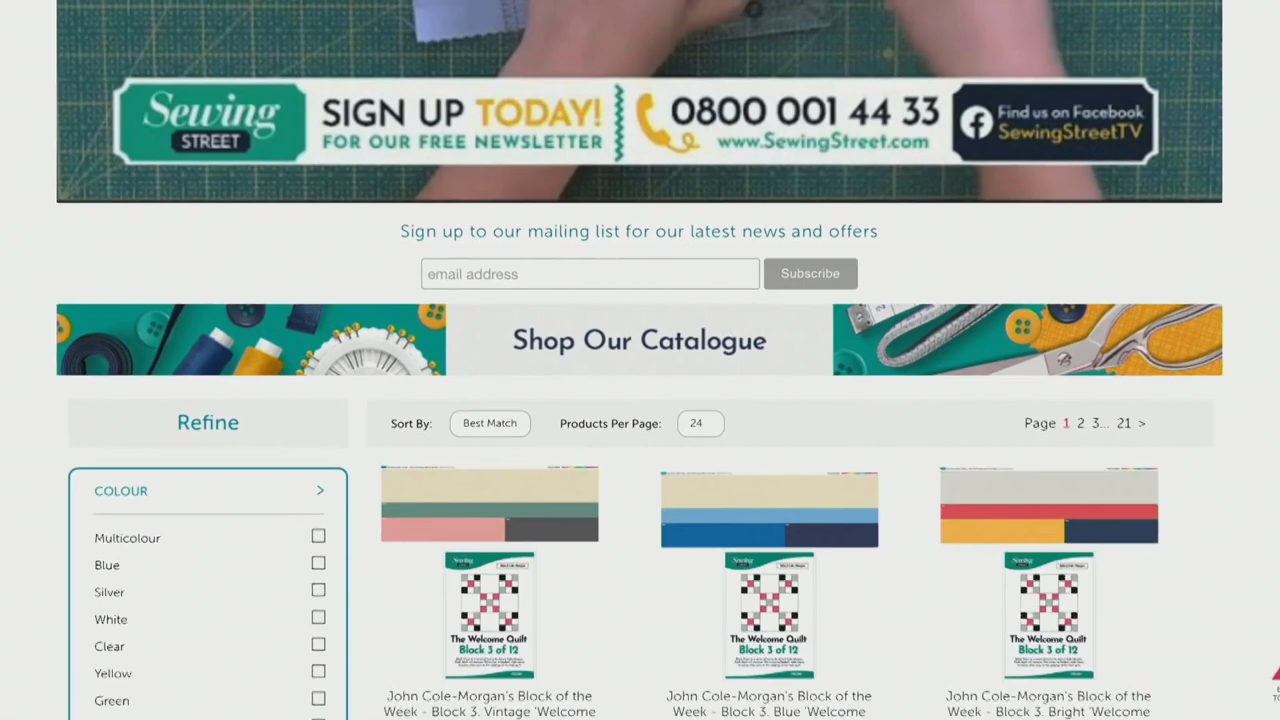 Sewing
STREET
SIGN UP TODAY!
FOR OUR FREE NEWSLETTER
0800 001 44 33
www.SewingStreet.com
Find us on Facebook
SewingStreetTV
Sign up to our mailing list for our latest news and offers
email address
Subscribe
Shop Our Catalogue
Refine
Sort By:
Best Match
Products Per Page:
24
Page 1 2 3... 21 >
COLOUR >
Multicolour
Blue
Silver
White
Clear
Yellow
Green
Sewing
The Welcome Quilt
Block 3 of 12
John Cole-Morgan's Block of the
Week - Block 3. Vintage 'Welcome
Sewing
The Welcome Quilt
Block 3 of 12
John Cole-Morgan's Block of the
Week - Block 3. Blue 'Welcome
Sewing
The Welcome Quilt
Block 3 of 12
John Cole-Morgan's Block of the
Week - Block 3. Bright 'Welcome